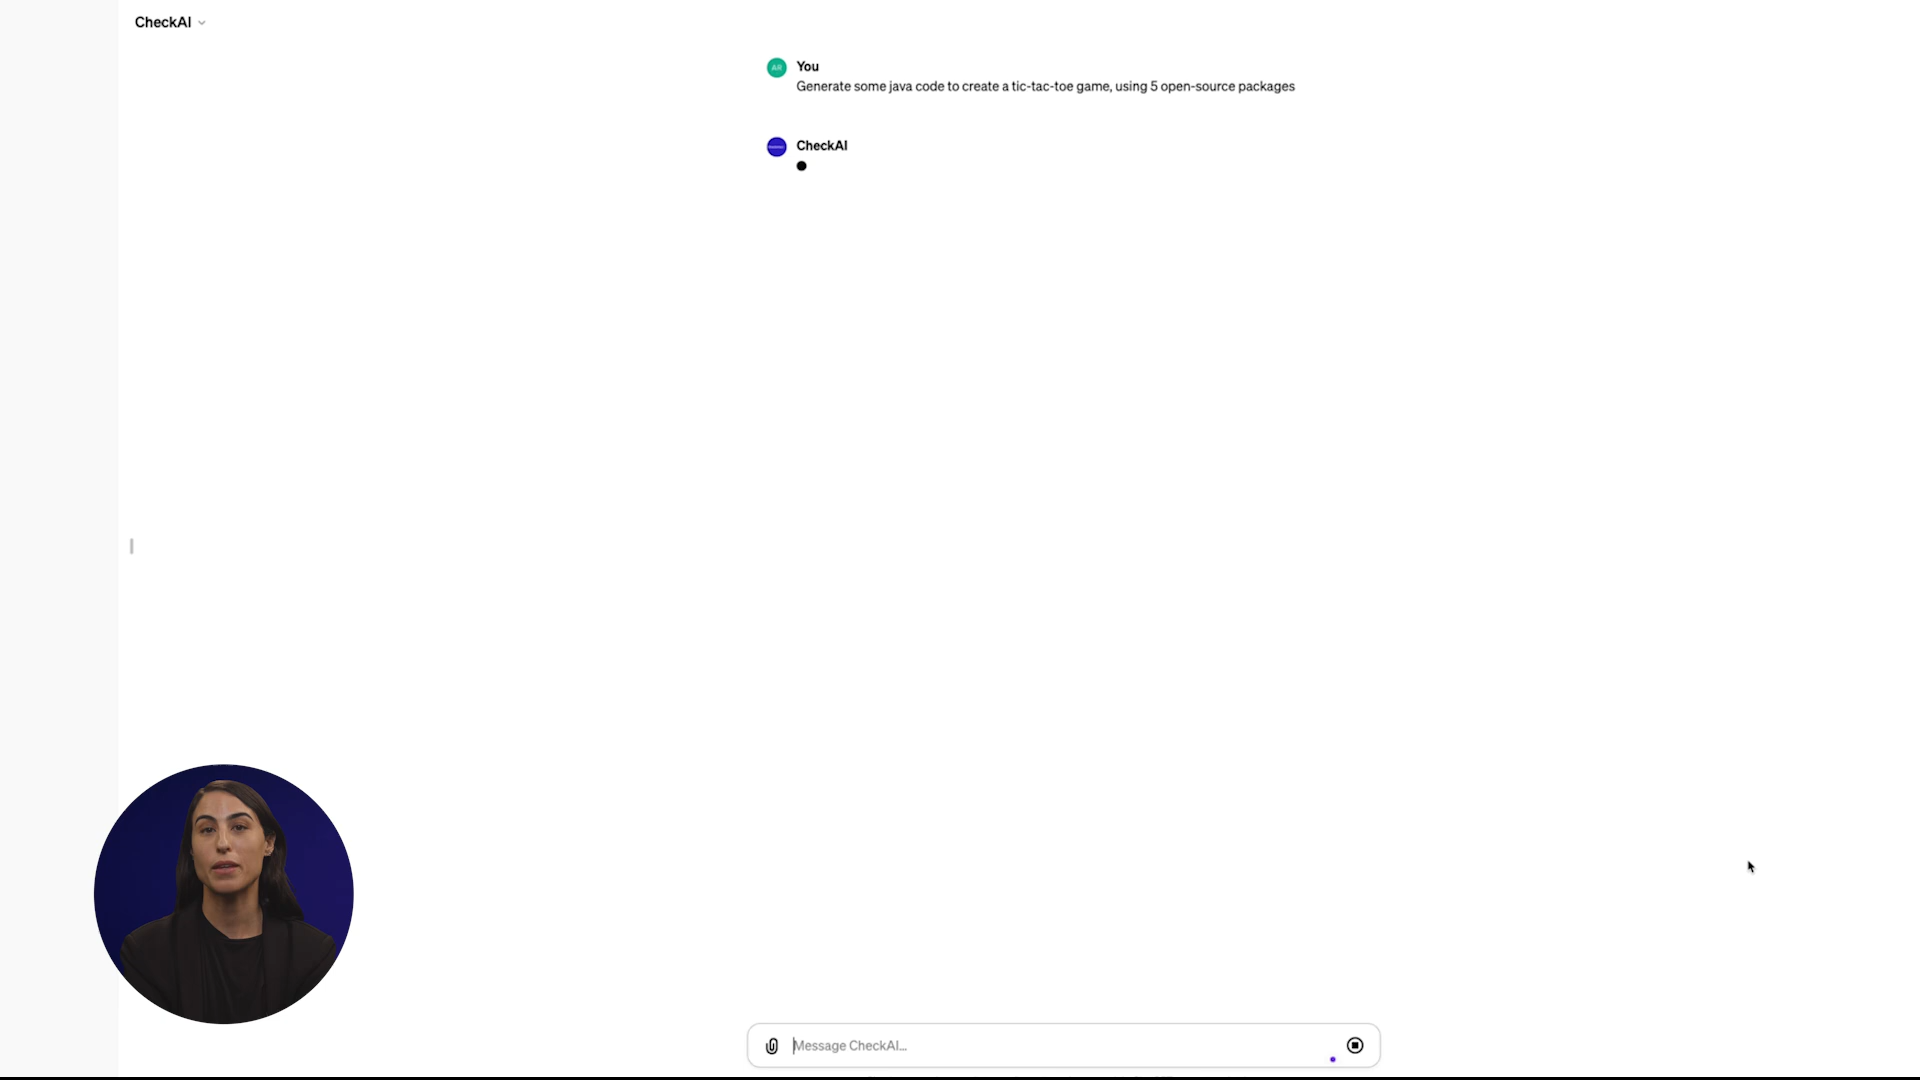 CheckAI
AR
You
Generate some java code to create a tic-tac-toe game, using 5 open-source packages
CheckAI
Message CheckAI...